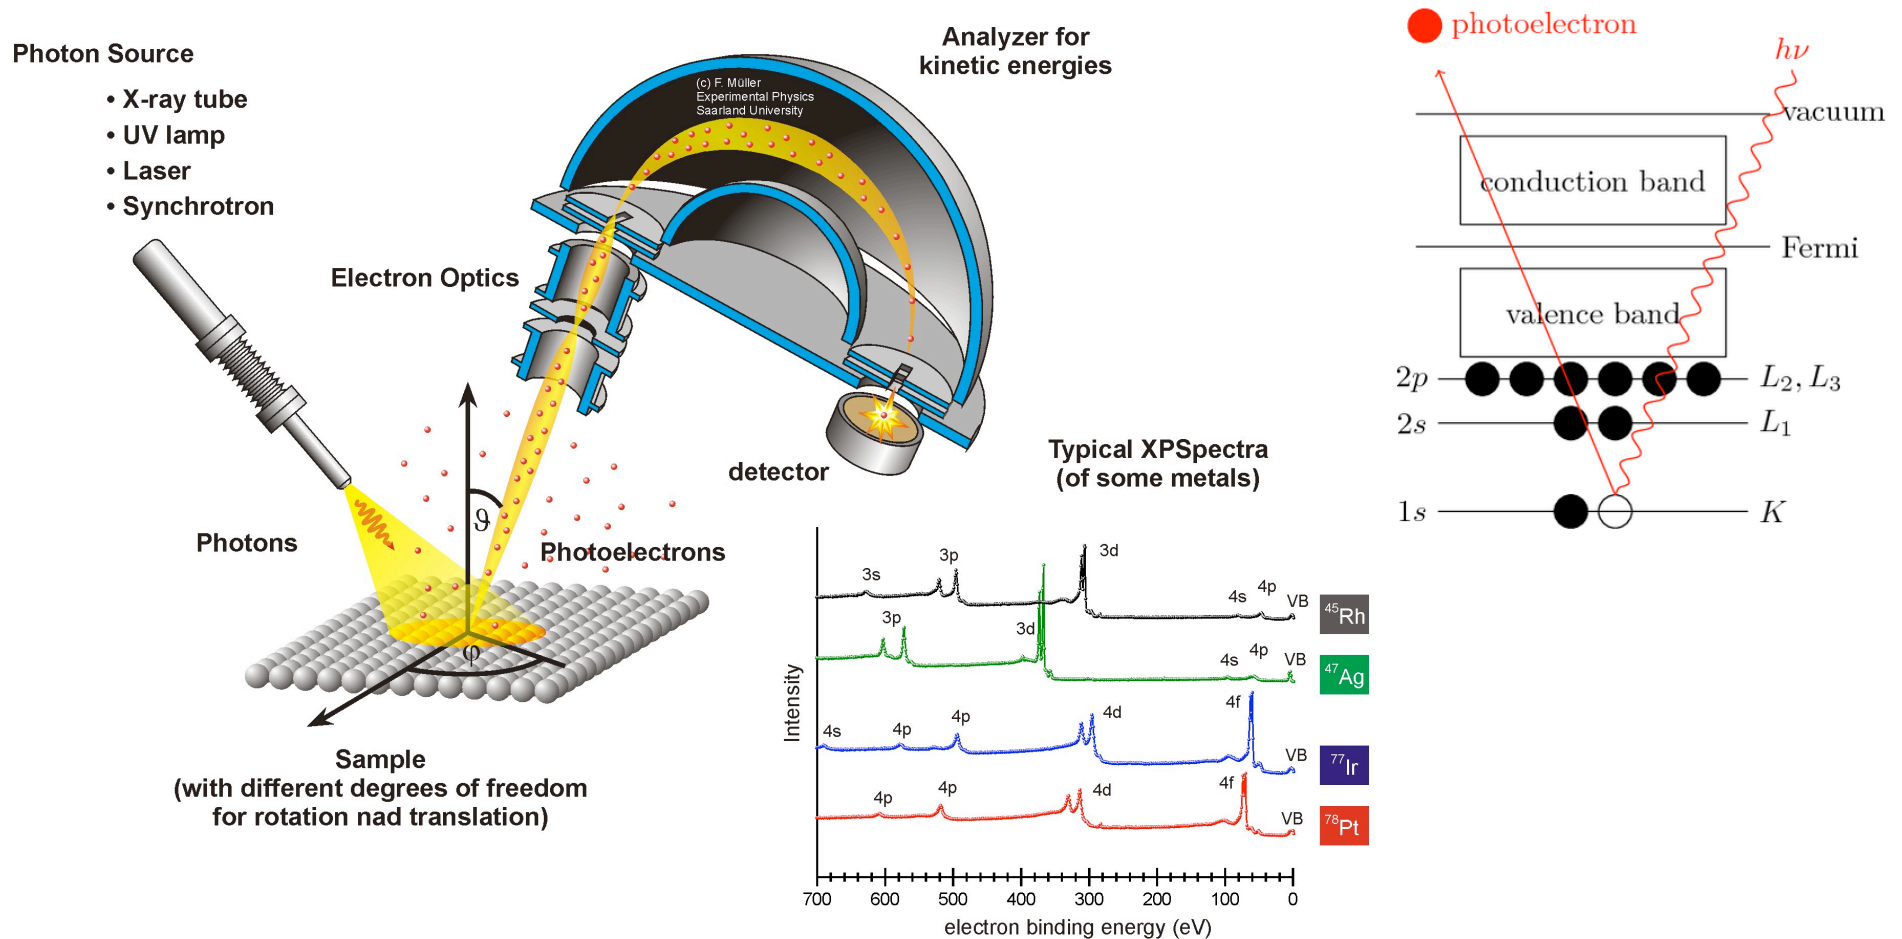 Photon Source
• X-ray tube
• UV lamp
• Laser
• Synchrotron
Analyzer for
kinetic energies
(c) F. Müller
Experimental Physics
Saarland University
Electron Optics
detector
ϑ
Photons
Photoelectrons
φ
Sample
(with different degrees of freedom
for rotation nad translation)
Typical XPSpectra
(of some metals)
3s
3p
3d
4s
4p
VB
45Rh
3p
3d
4s
4p
VB
47Ag
4s
4p
4p
4d
4f
VB
77Ir
4p
4p
4d
4f
VB
78Pt
Intensity
700 600 500 400 300 200 100 0
electron binding energy (eV)
photoelectron
hν
vacuum
conduction band
Fermi
valence band
2p
L2, L3
2s
L1
1s
K